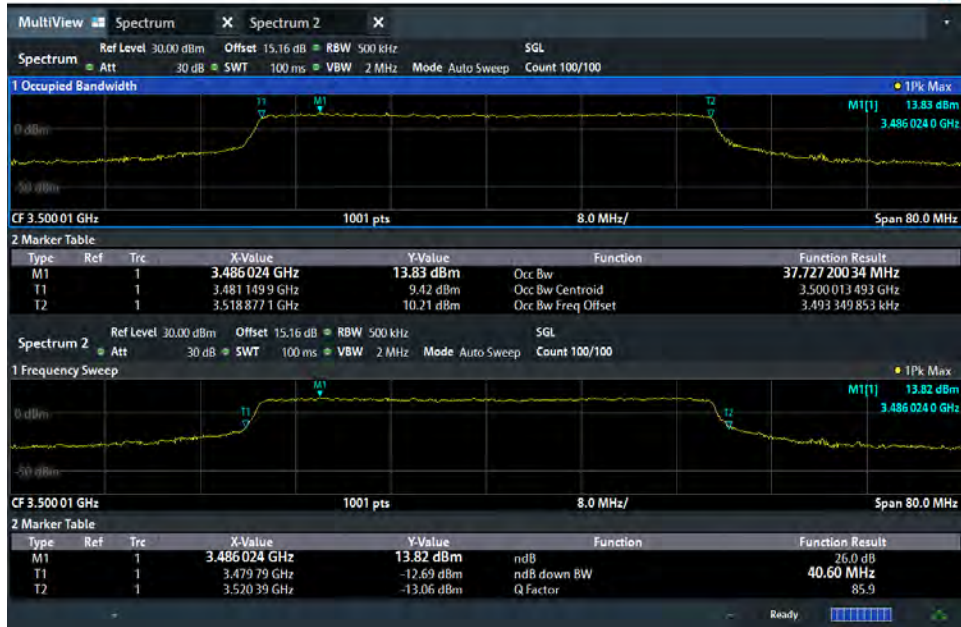 MultiView Spectrum X Spectrum 2 X
Spectrum Ref Level 30.00 dBm Offset 15.16 dB RBW 500 kHz SGL
Att 30 dB SWT 100 ms VBW 2 MHz Mode Auto Sweep Count 100/100
1 Occupied Bandwidth 1Pk Max
T1 M1 T2 M1[1] 13.83 dBm
3.486 024 0 GHz
0 dBm
-50 dBm
CF 3.500 01 GHz 1001 pts 8.0 MHz/ Span 80.0 MHz
2 Marker Table
Type Ref Trc X-Value Y-Value Function Function Result
M1 1 3.486 024 GHz 13.83 dBm Occ Bw 37.727 200 34 MHz
T1 1 3.481 149 9 GHz 9.42 dBm Occ Bw Centroid 3.500 013 493 GHz
T2 1 3.518 877 1 GHz 10.21 dBm Occ Bw Freq Offset 3.493 349 853 kHz
Spectrum 2 Ref Level 30.00 dBm Offset 15.16 dB RBW 500 kHz SGL
Att 30 dB SWT 100 ms VBW 2 MHz Mode Auto Sweep Count 100/100
1 Frequency Sweep 1Pk Max
M1 M1[1] 13.82 dBm
3.486 024 0 GHz
0 dBm T1 T2
-50 dBm
CF 3.500 01 GHz 1001 pts 8.0 MHz/ Span 80.0 MHz
2 Marker Table
Type Ref Trc X-Value Y-Value Function Function Result
M1 1 3.486 024 GHz 13.82 dBm ndB 26.0 dB
T1 1 3.479 79 GHz -12.69 dBm ndB down BW 40.60 MHz
T2 1 3.520 39 GHz -13.06 dBm Q Factor 85.9
Ready